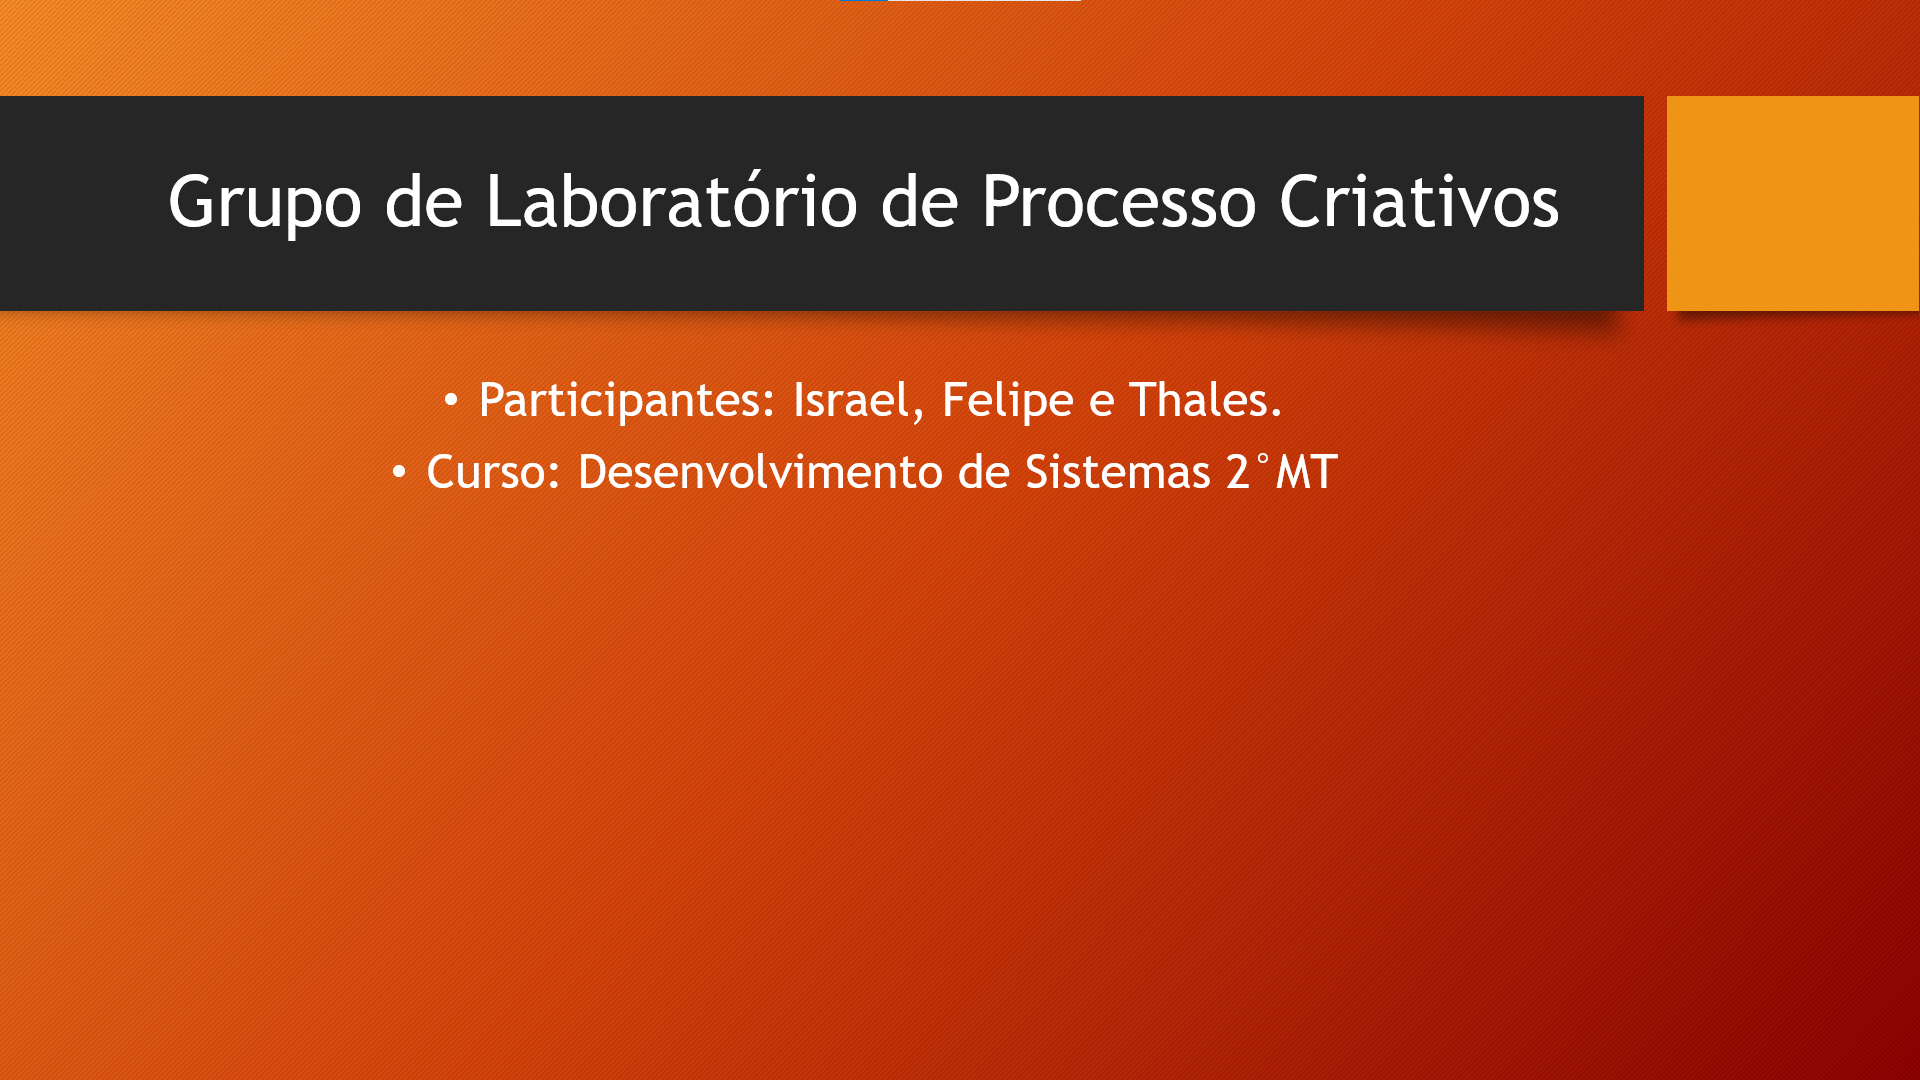 Grupo de Laboratório de Processo Criativos
• Participantes: Israel, Felipe e Thales.
• Curso: Desenvolvimento de Sistemas 2°MT